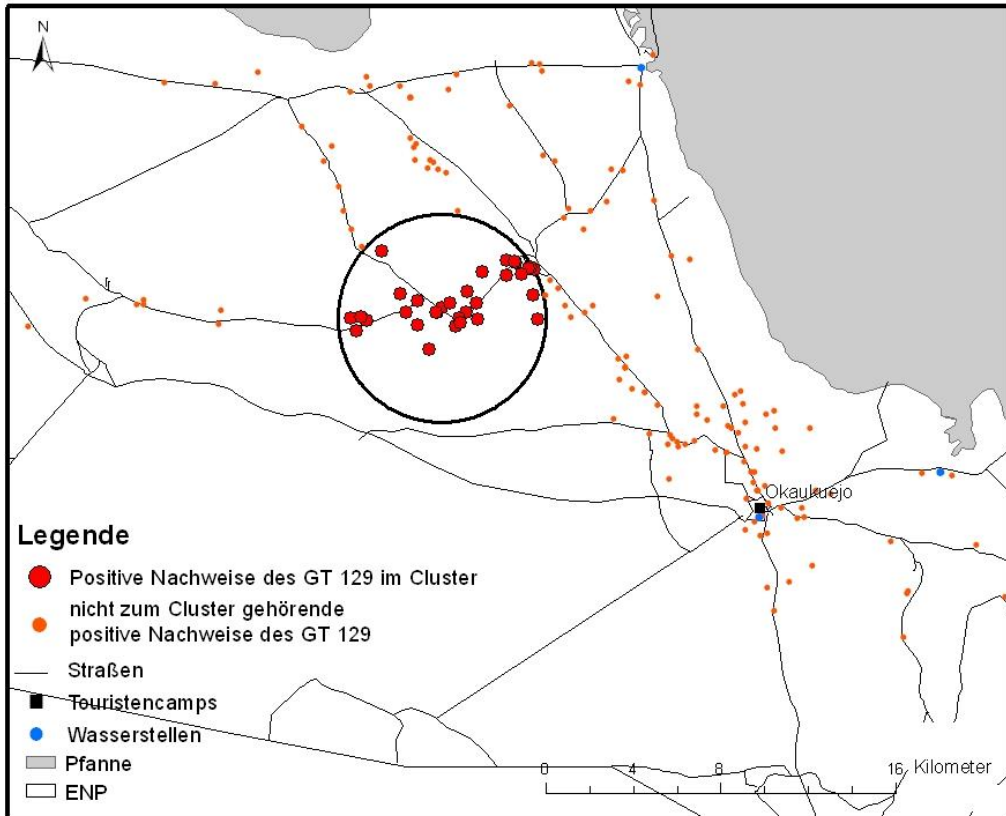 N
Okaukuejo
Legende
Positive Nachweise des GT 129 im Cluster
nicht zum Cluster gehörende
positive Nachweise des GT 129
Straßen
Touristencamps
Wasserstellen
Pfanne
ENP
0 4 8 16 Kilometer